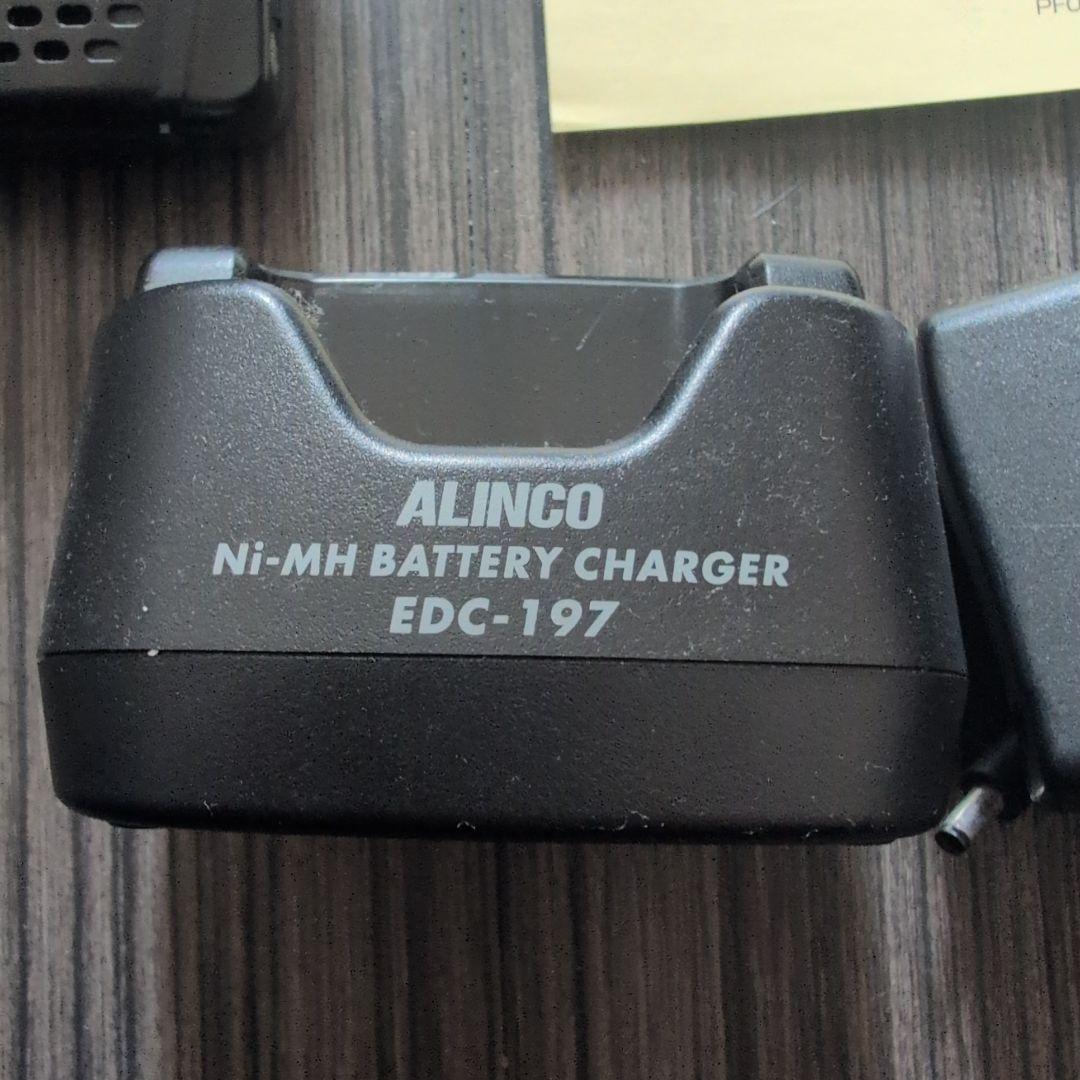 ALINCO
Ni-MH BATTERY CHARGER
EDC-197